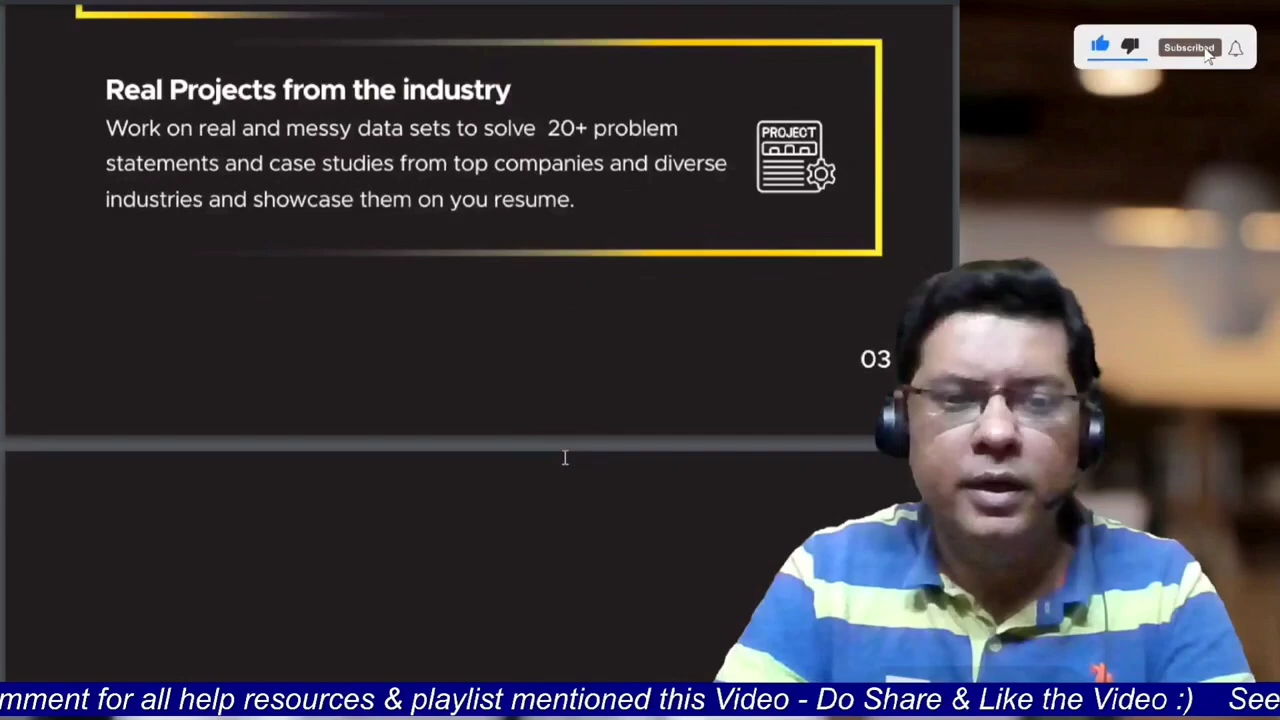 Real Projects from the industry
Work on real and messy data sets to solve 20+ problem
statements and case studies from top companies and diverse
industries and showcase them on you resume.
PROJECT
Subscribed
03
mment for all help resources & playlist mentioned this Video - Do Share & Like the Video :) See